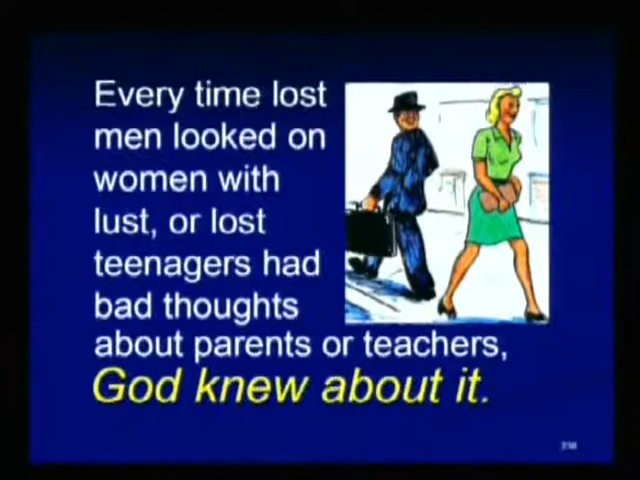 Every time lost
men looked on
women with
lust, or lost
teenagers had
bad thoughts
about parents or teachers,
God knew about it.